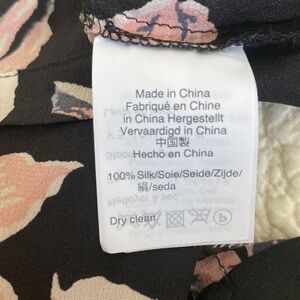 Made in China
Fabriqué en Chine
in China Hergestellt
Vervaardigd in China
中国製
Hecho en China
100% Silk/Soie/Seide/Zijde/
絹/seda
Dry clean